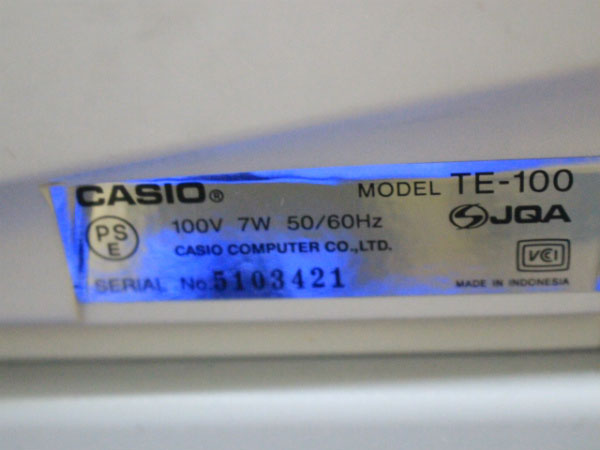 CASIO® MODEL TE-100
PS E 100V 7W 50/60Hz JQA
CASIO COMPUTER CO.,LTD. VCI
SERIAL No. 5103421 MADE IN INDONESIA